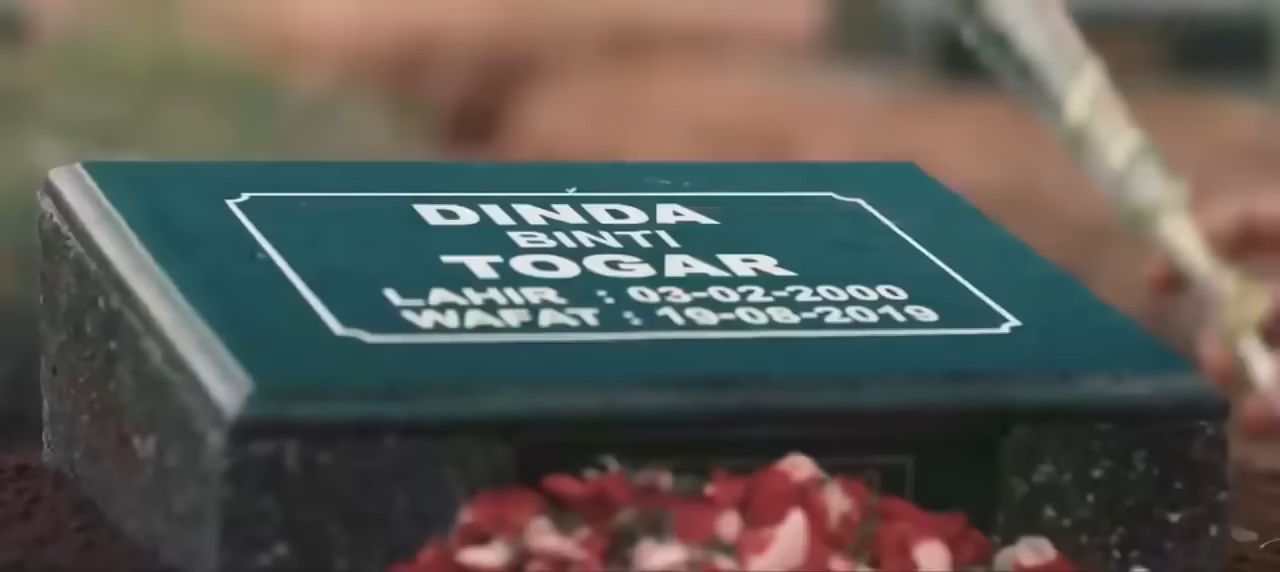 DINDA
BINTI
TOGAR
LAHIR : 03-02-2000
WAFAT : 19-08-2019